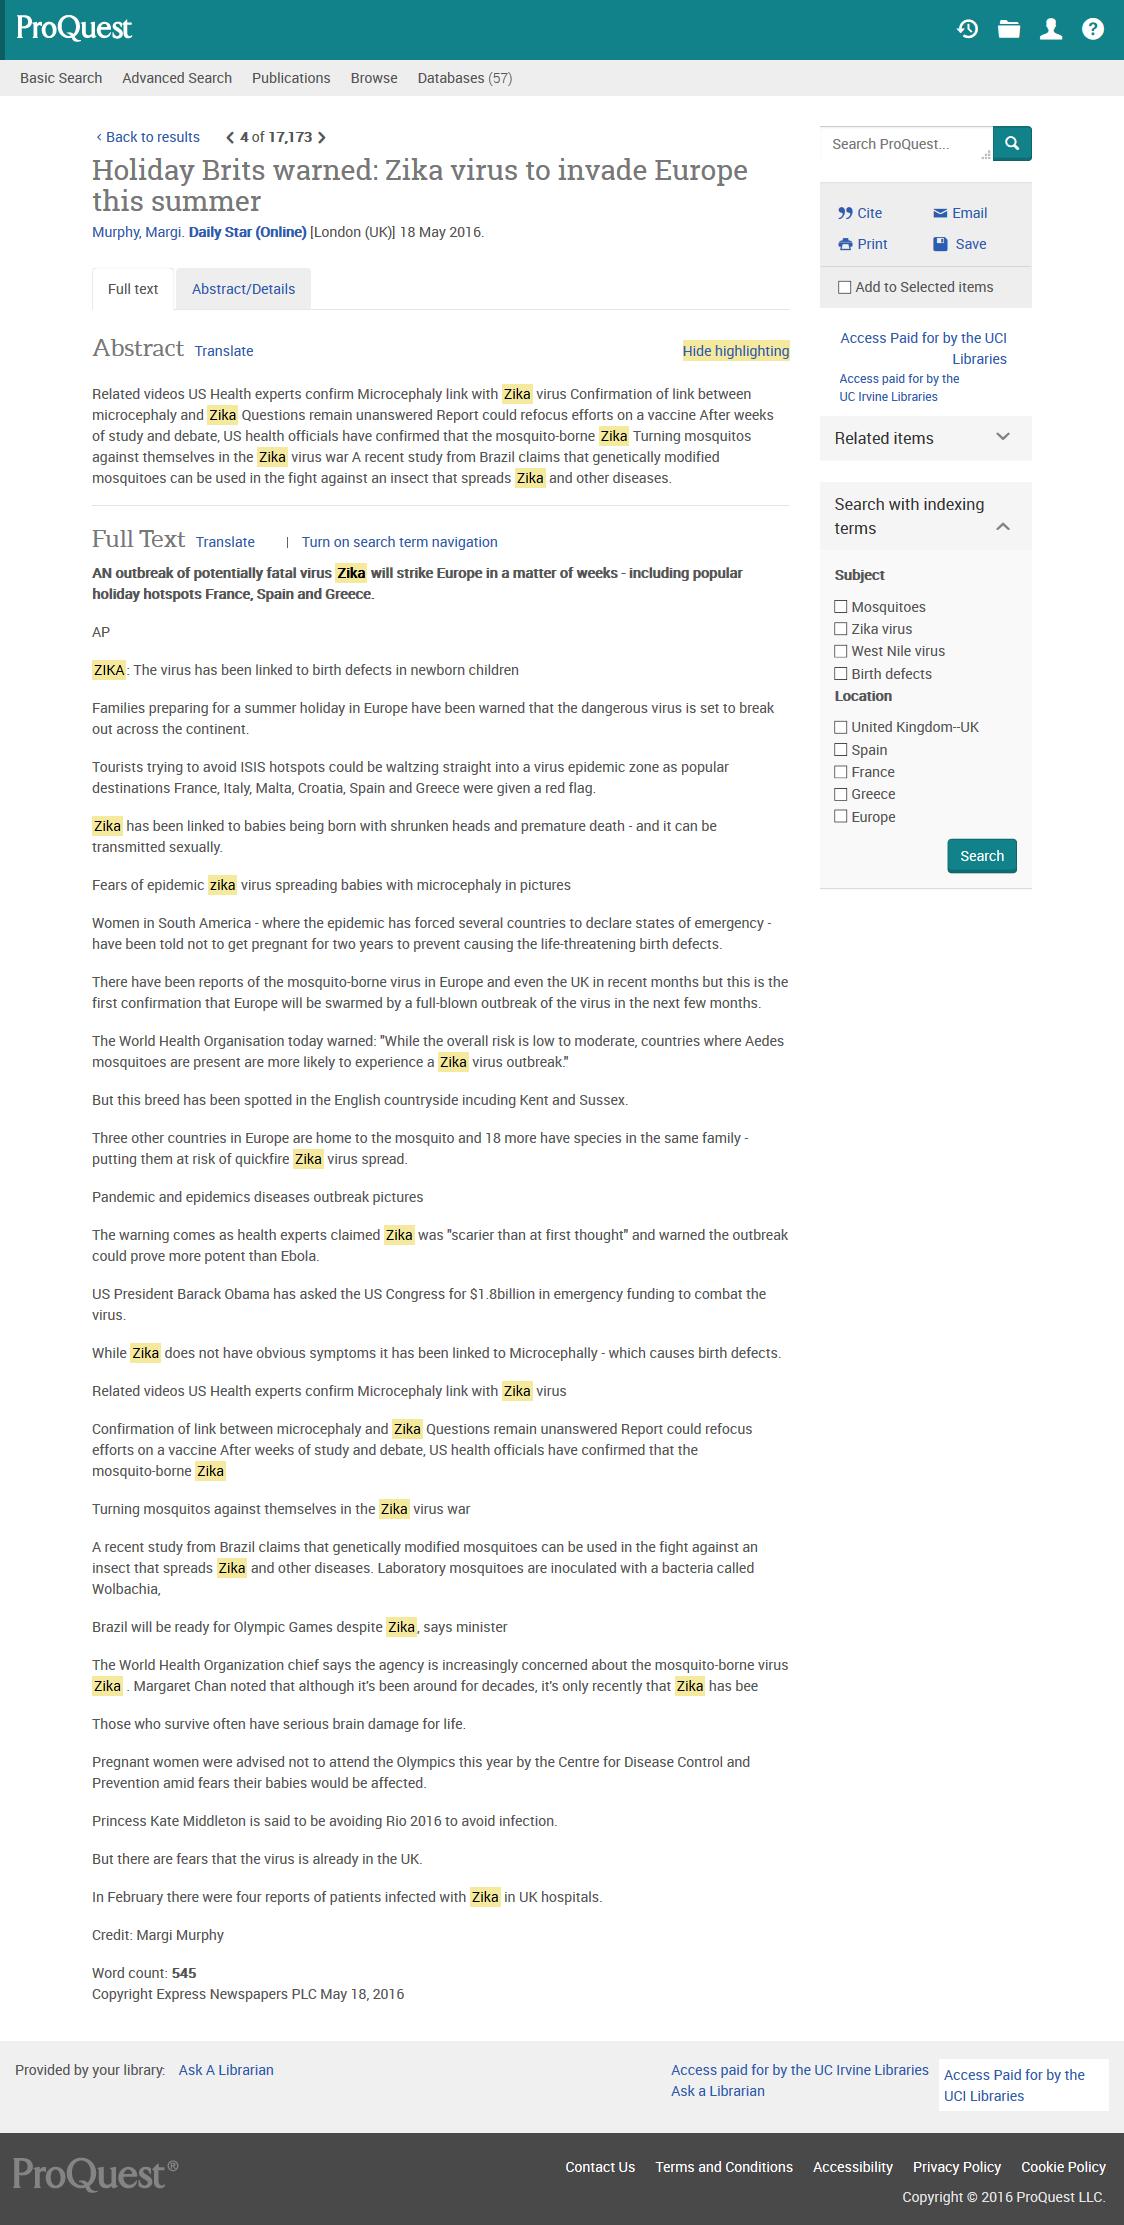 ProQuest
Basic Search Advanced Search Publications Browse Databases (57)
‹ Back to results 4 of 17,173
Holiday Brits warned: Zika virus to invade Europe
this summer
Murphy, Margi. Daily Star (Online) [London (UK)] 18 May 2016.
Full text Abstract/Details
Abstract Translate Hide highlighting
Related videos US Health experts confirm Microcephaly link with Zika virus Confirmation of link between
microcephaly and Zika Questions remain unanswered Report could refocus efforts on a vaccine After weeks
of study and debate, US health officials have confirmed that the mosquito-borne Zika Turning mosquitos
against themselves in the Zika virus war A recent study from Brazil claims that genetically modified
mosquitoes can be used in the fight against an insect that spreads Zika and other diseases.
Full Text Translate | Turn on search term navigation
AN outbreak of potentially fatal virus Zika will strike Europe in a matter of weeks - including popular
holiday hotspots France, Spain and Greece.
AP
ZIKA: The virus has been linked to birth defects in newborn children
Families preparing for a summer holiday in Europe have been warned that the dangerous virus is set to break
out across the continent.
Tourists trying to avoid ISIS hotspots could be waltzing straight into a virus epidemic zone as popular
destinations France, Italy, Malta, Croatia, Spain and Greece were given a red flag.
Zika has been linked to babies being born with shrunken heads and premature death - and it can be
transmitted sexually.
Fears of epidemic zika virus spreading babies with microcephaly in pictures
Women in South America - where the epidemic has forced several countries to declare states of emergency -
have been told not to get pregnant for two years to prevent causing the life-threatening birth defects.
There have been reports of the mosquito-borne virus in Europe and even the UK in recent months but this is the
first confirmation that Europe will be swarmed by a full-blown outbreak of the virus in the next few months.
The World Health Organisation today warned: "While the overall risk is low to moderate, countries where Aedes
mosquitoes are present are more likely to experience a Zika virus outbreak."
But this breed has been spotted in the English countryside incuding Kent and Sussex.
Three other countries in Europe are home to the mosquito and 18 more have species in the same family -
putting them at risk of quickfire Zika virus spread.
Pandemic and epidemics diseases outbreak pictures
The warning comes as health experts claimed Zika was "scarier than at first thought" and warned the outbreak
could prove more potent than Ebola.
US President Barack Obama has asked the US Congress for $1.8billion in emergency funding to combat the
virus.
While Zika does not have obvious symptoms it has been linked to Microcephally - which causes birth defects.
Related videos US Health experts confirm Microcephaly link with Zika virus
Confirmation of link between microcephaly and Zika Questions remain unanswered Report could refocus
efforts on a vaccine After weeks of study and debate, US health officials have confirmed that the
mosquito-borne Zika
Turning mosquitos against themselves in the Zika virus war
A recent study from Brazil claims that genetically modified mosquitoes can be used in the fight against an
insect that spreads Zika and other diseases. Laboratory mosquitoes are inoculated with a bacteria called
Wolbachia,
Brazil will be ready for Olympic Games despite Zika, says minister
The World Health Organization chief says the agency is increasingly concerned about the mosquito-borne virus
Zika . Margaret Chan noted that although it's been around for decades, it's only recently that Zika has bee
Those who survive often have serious brain damage for life.
Pregnant women were advised not to attend the Olympics this year by the Centre for Disease Control and
Prevention amid fears their babies would be affected.
Princess Kate Middleton is said to be avoiding Rio 2016 to avoid infection.
But there are fears that the virus is already in the UK.
In February there were four reports of patients infected with Zika in UK hospitals.
Credit: Margi Murphy
Word count: 545
Copyright Express Newspapers PLC May 18, 2016
Search ProQuest...
Cite Email
Print Save
Add to Selected items
Access Paid for by the UCI
Libraries
Access paid for by the
UC Irvine Libraries
Related items
Search with indexing
terms
Subject
Mosquitoes
Zika virus
West Nile virus
Birth defects
Location
United Kingdom--UK
Spain
France
Greece
Europe
Search
Provided by your library: Ask A Librarian
Access paid for by the UC Irvine Libraries
Ask a Librarian
Access Paid for by the
UCI Libraries
ProQuest®
Contact Us Terms and Conditions Accessibility Privacy Policy Cookie Policy
Copyright © 2016 ProQuest LLC.